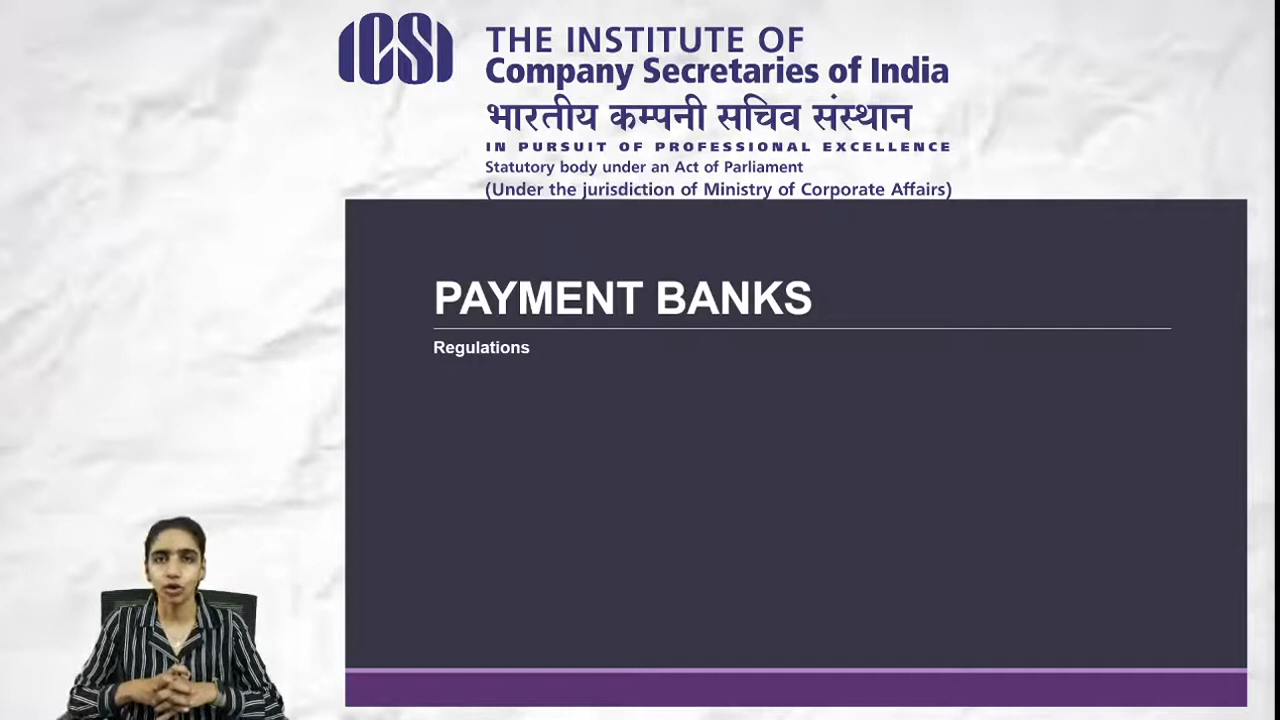 ICSI
THE INSTITUTE OF
Company Secretaries of India
भारतीय कम्पनी सचिव संस्थान
IN PURSUIT OF PROFESSIONAL EXCELLENCE
Statutory body under an Act of Parliament
(Under the jurisdiction of Ministry of Corporate Affairs)
PAYMENT BANKS
Regulations